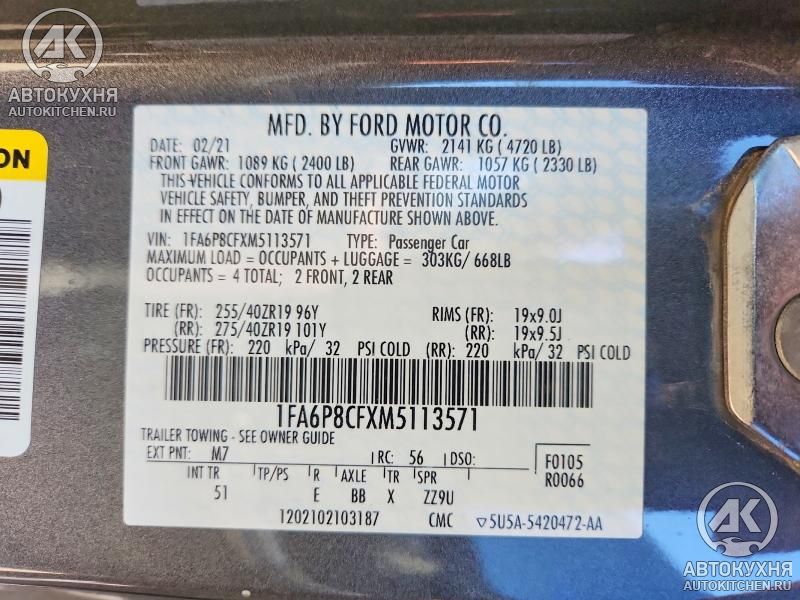 АК
АВТОКУХНЯ
AUTOKITCHEN.RU
ON
MFD. BY FORD MOTOR CO.
DATE: 02/21 GVWR: 2141 KG ( 4720 LB)
FRONT GAWR: 1089 KG ( 2400 LB) REAR GAWR: 1057 KG ( 2330 LB)
THIS VEHICLE CONFORMS TO ALL APPLICABLE FEDERAL MOTOR
VEHICLE SAFETY, BUMPER, AND THEFT PREVENTION STANDARDS
IN EFFECT ON THE DATE OF MANUFACTURE SHOWN ABOVE.
VIN: 1FA6P8CFXM5113571 TYPE: Passenger Car
MAXIMUM LOAD = OCCUPANTS + LUGGAGE = 303KG/ 668LB
OCCUPANTS = 4 TOTAL; 2 FRONT, 2 REAR
TIRE (FR): 255/40ZR19 96Y RIMS (FR): 19x9.0J
(RR): 275/40ZR19 101Y (RR): 19x9.5J
PRESSURE (FR): 220 kPa/ 32 PSI COLD (RR): 220 kPa/ 32 PSI COLD
1FA6P8CFXM5113571
TRAILER TOWING - SEE OWNER GUIDE
EXT PNT: M7 RC: 56 DSO: F0105
INT TR TP/PS R AXLE TR SPR R0066
51 E BB X ZZ9U
1202102103187 CMC ▽5U5A-5420472-AA
АК
АВТОКУХНЯ
AUTOKITCHEN.RU